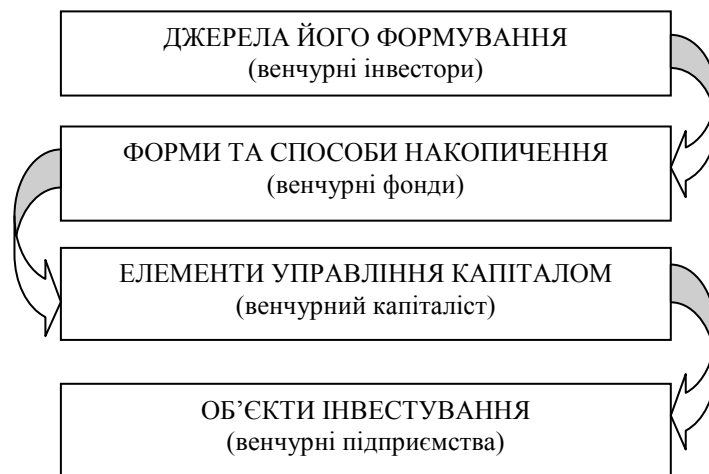 ДЖЕРЕЛА ЙОГО ФОРМУВАННЯ
(венчурні інвестори)
ФОРМИ ТА СПОСОБИ НАКОПИЧЕННЯ
(венчурні фонди)
ЕЛЕМЕНТИ УПРАВЛІННЯ КАПІТАЛОМ
(венчурний капіталіст)
ОБ’ЄКТИ ІНВЕСТУВАННЯ
(венчурні підприємства)